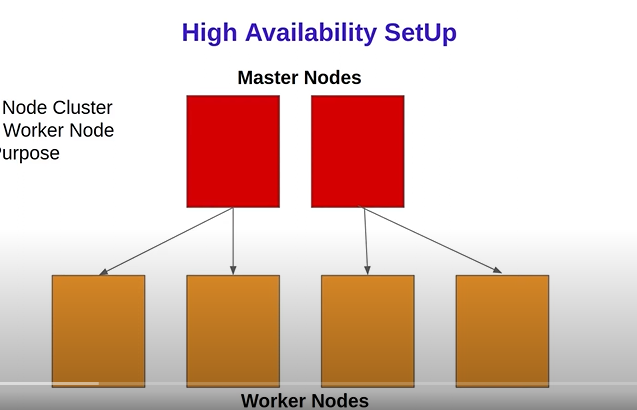 High Availability SetUp
Master Nodes
Node Cluster
Worker Node
urpose
Worker Nodes